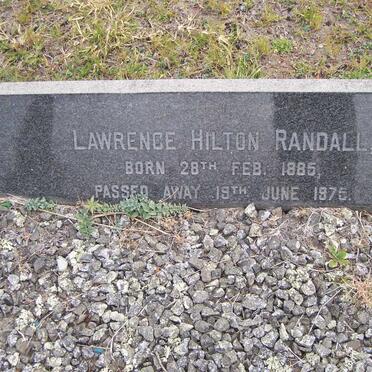 LAWRENCE HILTON RANDALL.
BORN 28TH FEB. 1885,
PASSED AWAY 19TH JUNE 1975.